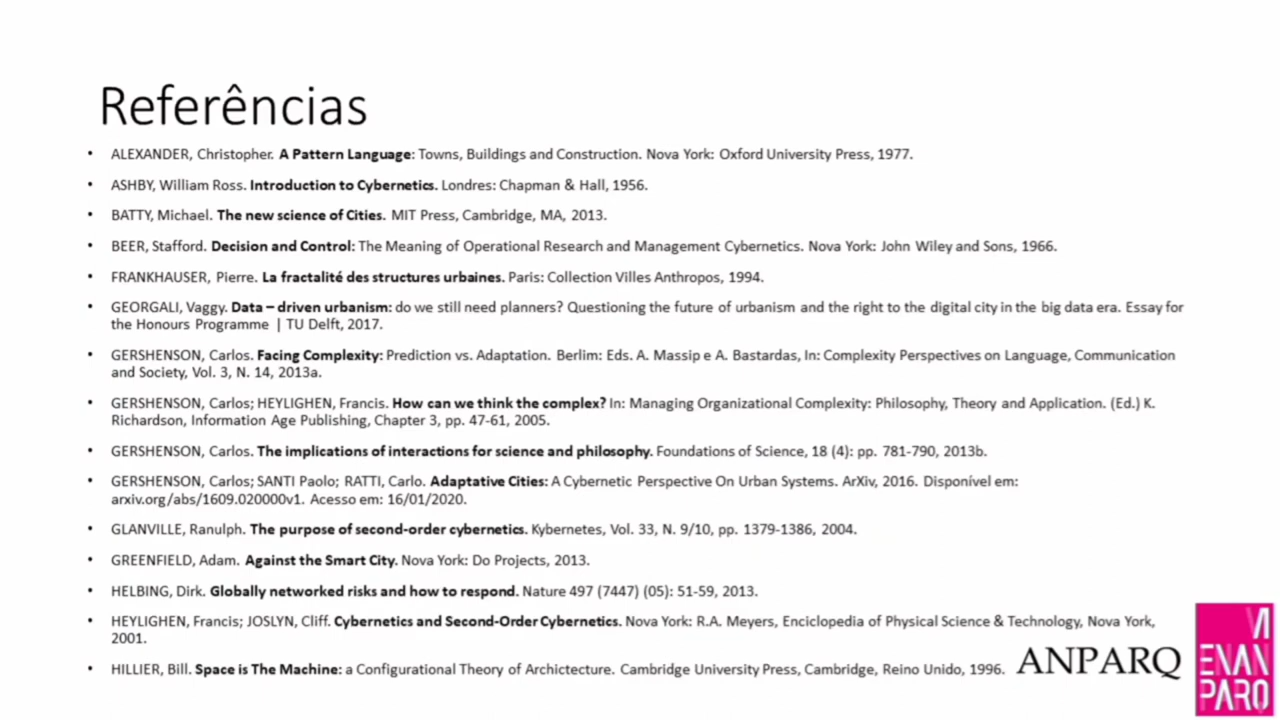 Referências
• ALEXANDER, Christopher. A Pattern Language: Towns, Buildings and Construction. Nova York: Oxford University Press, 1977.
• ASHBY, William Ross. Introduction to Cybernetics. Londres: Chapman & Hall, 1956.
• BATTY, Michael. The new science of Cities. MIT Press, Cambridge, MA, 2013.
• BEER, Stafford. Decision and Control: The Meaning of Operational Research and Management Cybernetics. Nova York: John Wiley and Sons, 1966.
• FRANKHAUSER, Pierre. La fractalité des structures urbaines. Paris: Collection Villes Anthropos, 1994.
• GEORGALI, Vaggy. Data – driven urbanism: do we still need planners? Questioning the future of urbanism and the right to the digital city in the big data era. Essay for
the Honours Programme | TU Delft, 2017.
• GERSHENSON, Carlos. Facing Complexity: Prediction vs. Adaptation. Berlim: Eds. A. Massip e A. Bastardas, In: Complexity Perspectives on Language, Communication
and Society, Vol. 3, N. 14, 2013a.
• GERSHENSON, Carlos; HEYLIGHEN, Francis. How can we think the complex? In: Managing Organizational Complexity: Philosophy, Theory and Application. (Ed.) K.
Richardson, Information Age Publishing, Chapter 3, pp. 47-61, 2005.
• GERSHENSON, Carlos. The implications of interactions for science and philosophy. Foundations of Science, 18 (4): pp. 781-790, 2013b.
• GERSHENSON, Carlos; SANTI Paolo; RATTI, Carlo. Adaptative Cities: A Cybernetic Perspective On Urban Systems. ArXiv, 2016. Disponível em:
arxiv.org/abs/1609.020000v1. Acesso em: 16/01/2020.
• GLANVILLE, Ranulph. The purpose of second-order cybernetics. Kybernetes, Vol. 33, N. 9/10, pp. 1379-1386, 2004.
• GREENFIELD, Adam. Against the Smart City. Nova York: Do Projects, 2013.
• HELBING, Dirk. Globally networked risks and how to respond. Nature 497 (7447) (05): 51-59, 2013.
• HEYLIGHEN, Francis; JOSLYN, Cliff. Cybernetics and Second-Order Cybernetics. Nova York: R.A. Meyers, Enciclopedia of Physical Science & Technology, Nova York,
2001.
• HILLIER, Bill. Space is The Machine: a Configurational Theory of Archictecture. Cambridge University Press, Cambridge, Reino Unido, 1996.
ANPARQ
VI
ENAN
PARQ